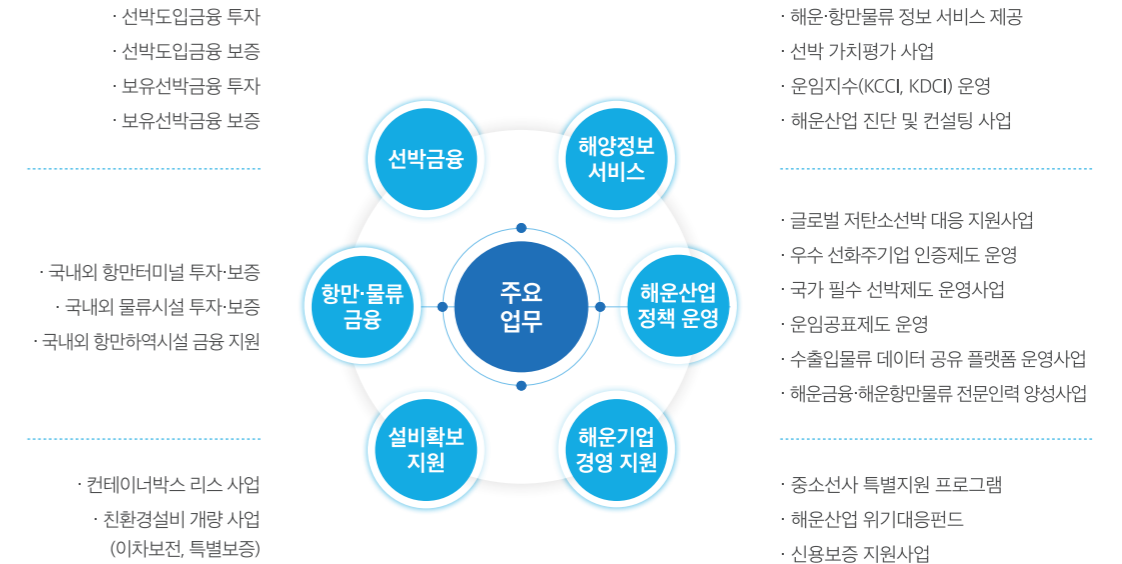 · 선박도입금융 투자
· 선박도입금융 보증
· 보유선박금융 투자
· 보유선박금융 보증
선박금융
해양정보
서비스
· 해운·항만물류 정보 서비스 제공
· 선박 가치평가 사업
· 운임지수(KCCI, KDCI) 운영
· 해운산업 진단 및 컨설팅 사업
· 국내외 항만터미널 투자·보증
· 국내외 물류시설 투자·보증
· 국내외 항만하역시설 금융 지원
항만·물류
금융
주요
업무
해운산업
정책 운영
· 글로벌 저탄소선박 대응 지원사업
· 우수 선화주기업 인증제도 운영
· 국가 필수 선박제도 운영사업
· 운임공표제도 운영
· 수출입물류 데이터 공유 플랫폼 운영사업
· 해운금융·해운항만물류 전문인력 양성사업
· 컨테이너박스 리스 사업
· 친환경설비 개량 사업
(이차보전, 특별보증)
설비확보
지원
해운기업
경영 지원
· 중소선사 특별지원 프로그램
· 해운산업 위기대응펀드
· 신용보증 지원사업